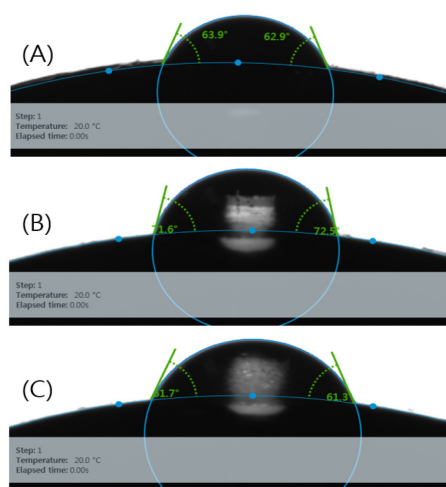 (A)
63.9°
62.9°
Step: 1
Temperature: 20.0 °C
Elapsed time: 0.00s
(B)
71.6°
72.5°
Step: 1
Temperature: 20.0 °C
Elapsed time: 0.00s
(C)
61.7°
61.3°
Step: 1
Temperature: 20.0 °C
Elapsed time: 0.00s